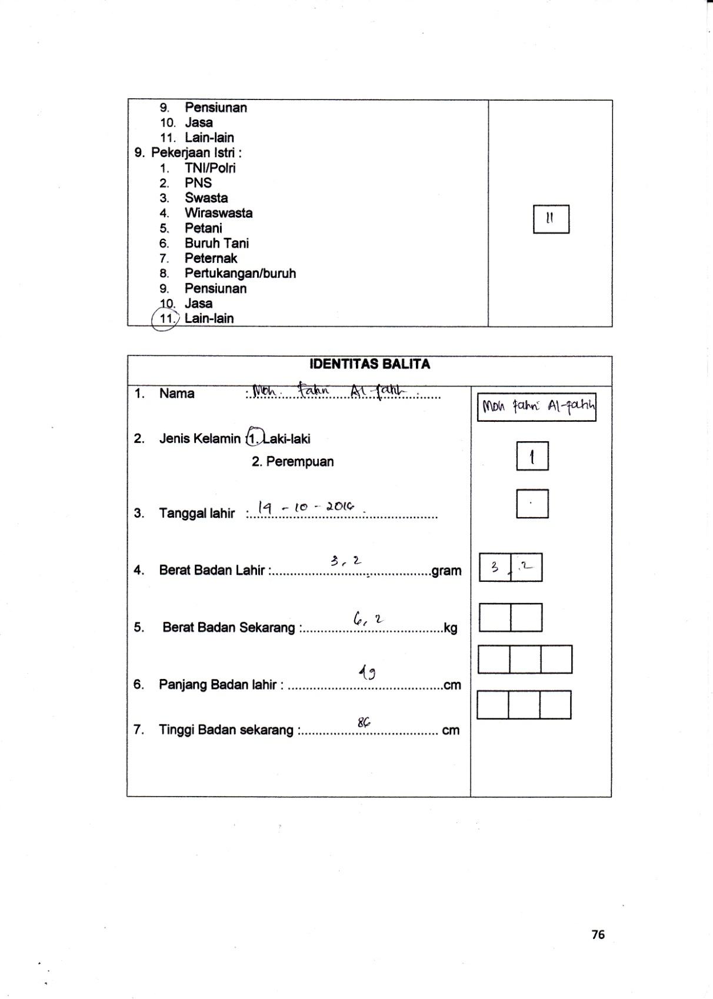 9. Pensiunan
10. Jasa
11. Lain-lain
9. Pekerjaan Istri :
1. TNI/Polri
2. PNS
3. Swasta
4. Wiraswasta
5. Petani
6. Buruh Tani
7. Peternak
8. Pertukangan/buruh
9. Pensiunan
10. Jasa
11. Lain-lain
11
IDENTITAS BALITA
1. Nama : Moh. Fahri Al-fatih
Moh Fahri Al-fatih
2. Jenis Kelamin : 1. Laki-laki
2. Perempuan
1
3. Tanggal lahir : 19 - 10 - 2016
4. Berat Badan Lahir : 3,2 gram
3,2
5. Berat Badan Sekarang : 6,2 kg
6. Panjang Badan lahir : 49 cm
7. Tinggi Badan sekarang : 86 cm
76